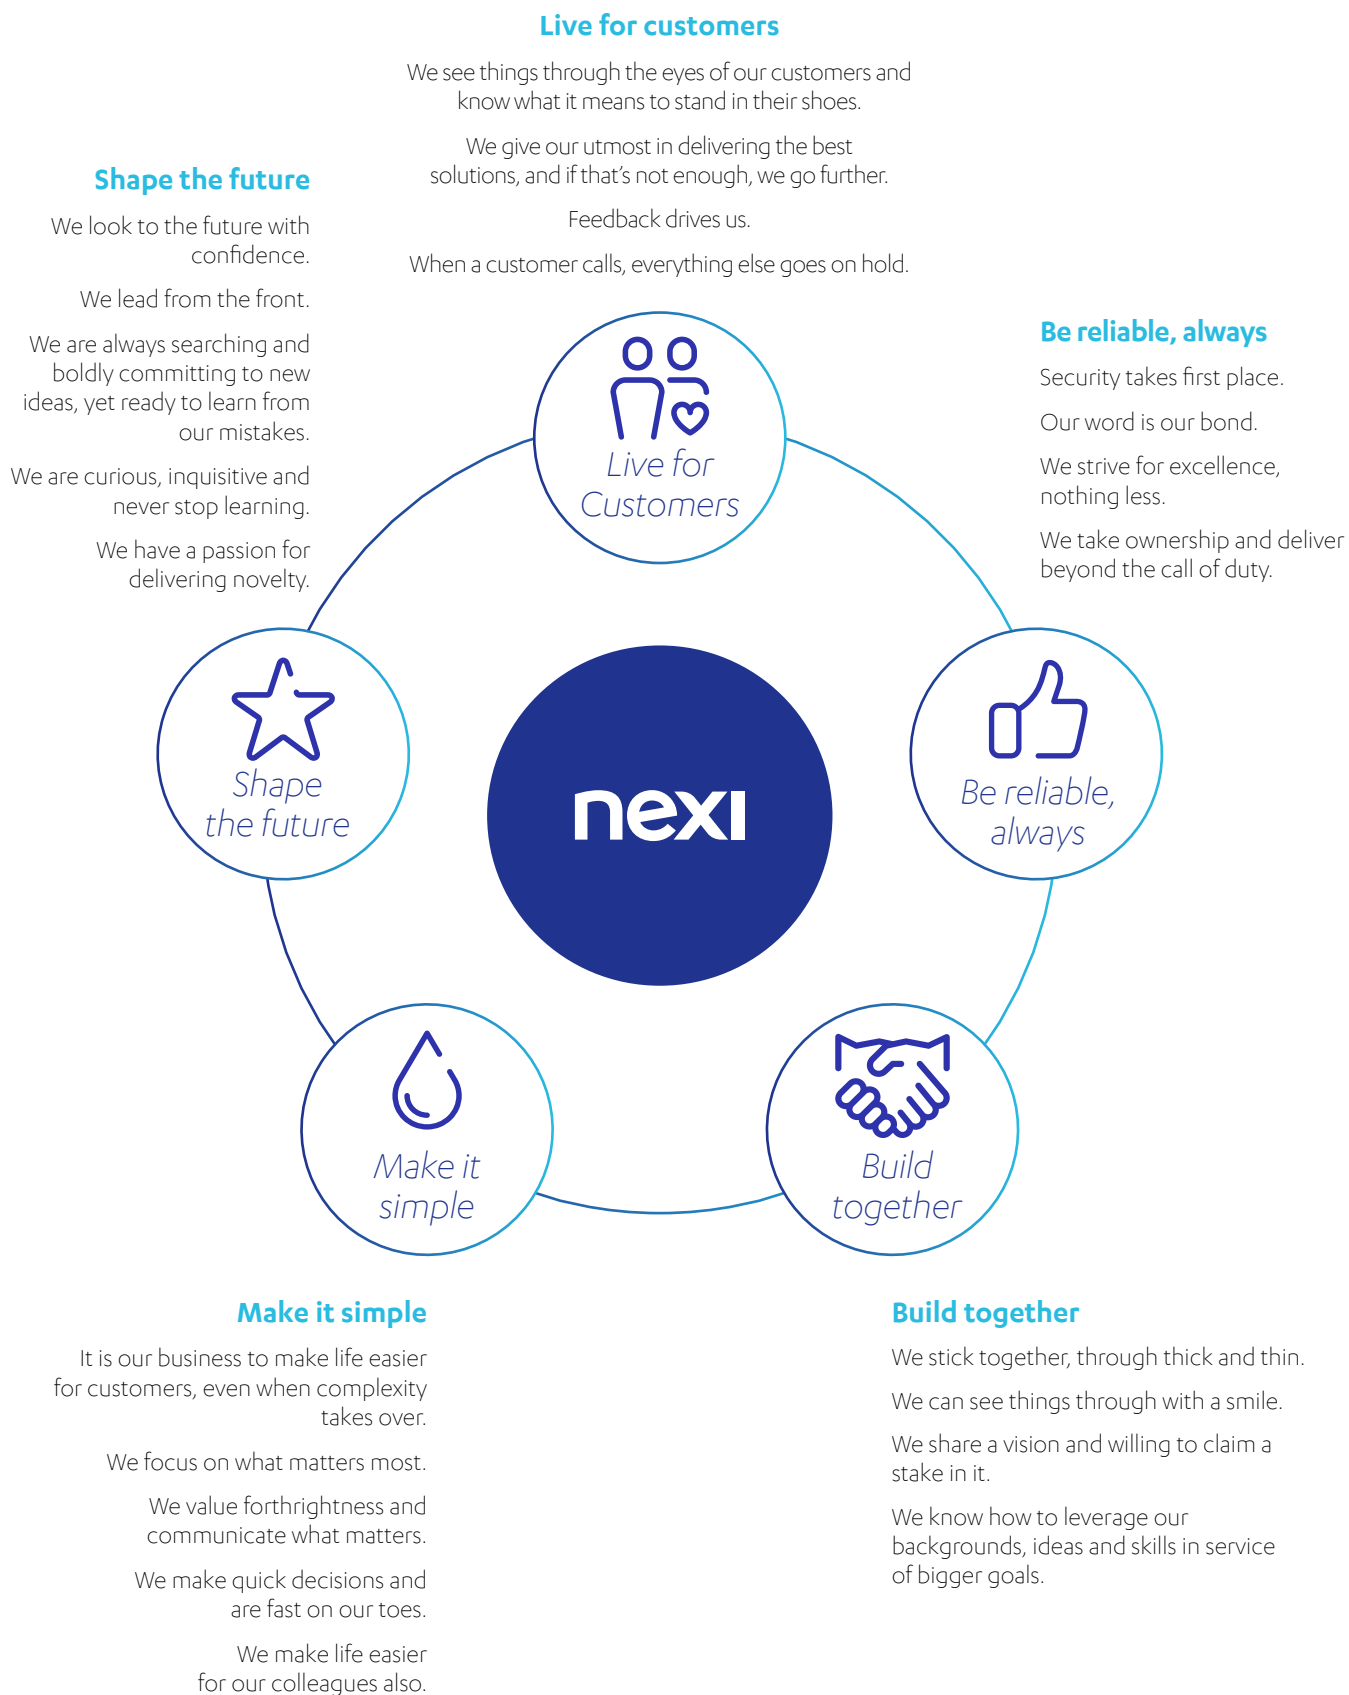 Live for customers
We see things through the eyes of our customers and
know what it means to stand in their shoes.
We give our utmost in delivering the best
solutions, and if that's not enough, we go further.
Feedback drives us.
When a customer calls, everything else goes on hold.
Shape the future
We look to the future with
confidence.
We lead from the front.
We are always searching and
boldly committing to new
ideas, yet ready to learn from
our mistakes.
We are curious, inquisitive and
never stop learning.
We have a passion for
delivering novelty.
Be reliable, always
Security takes first place.
Our word is our bond.
We strive for excellence,
nothing less.
We take ownership and deliver
beyond the call of duty.
Live for
Customers
Shape
the future
nexi
Be reliable,
always
Make it
simple
Build
together
Make it simple
It is our business to make life easier
for customers, even when complexity
takes over.
We focus on what matters most.
We value forthrightness and
communicate what matters.
We make quick decisions and
are fast on our toes.
We make life easier
for our colleagues also.
Build together
We stick together, through thick and thin.
We can see things through with a smile.
We share a vision and willing to claim a
stake in it.
We know how to leverage our
backgrounds, ideas and skills in service
of bigger goals.